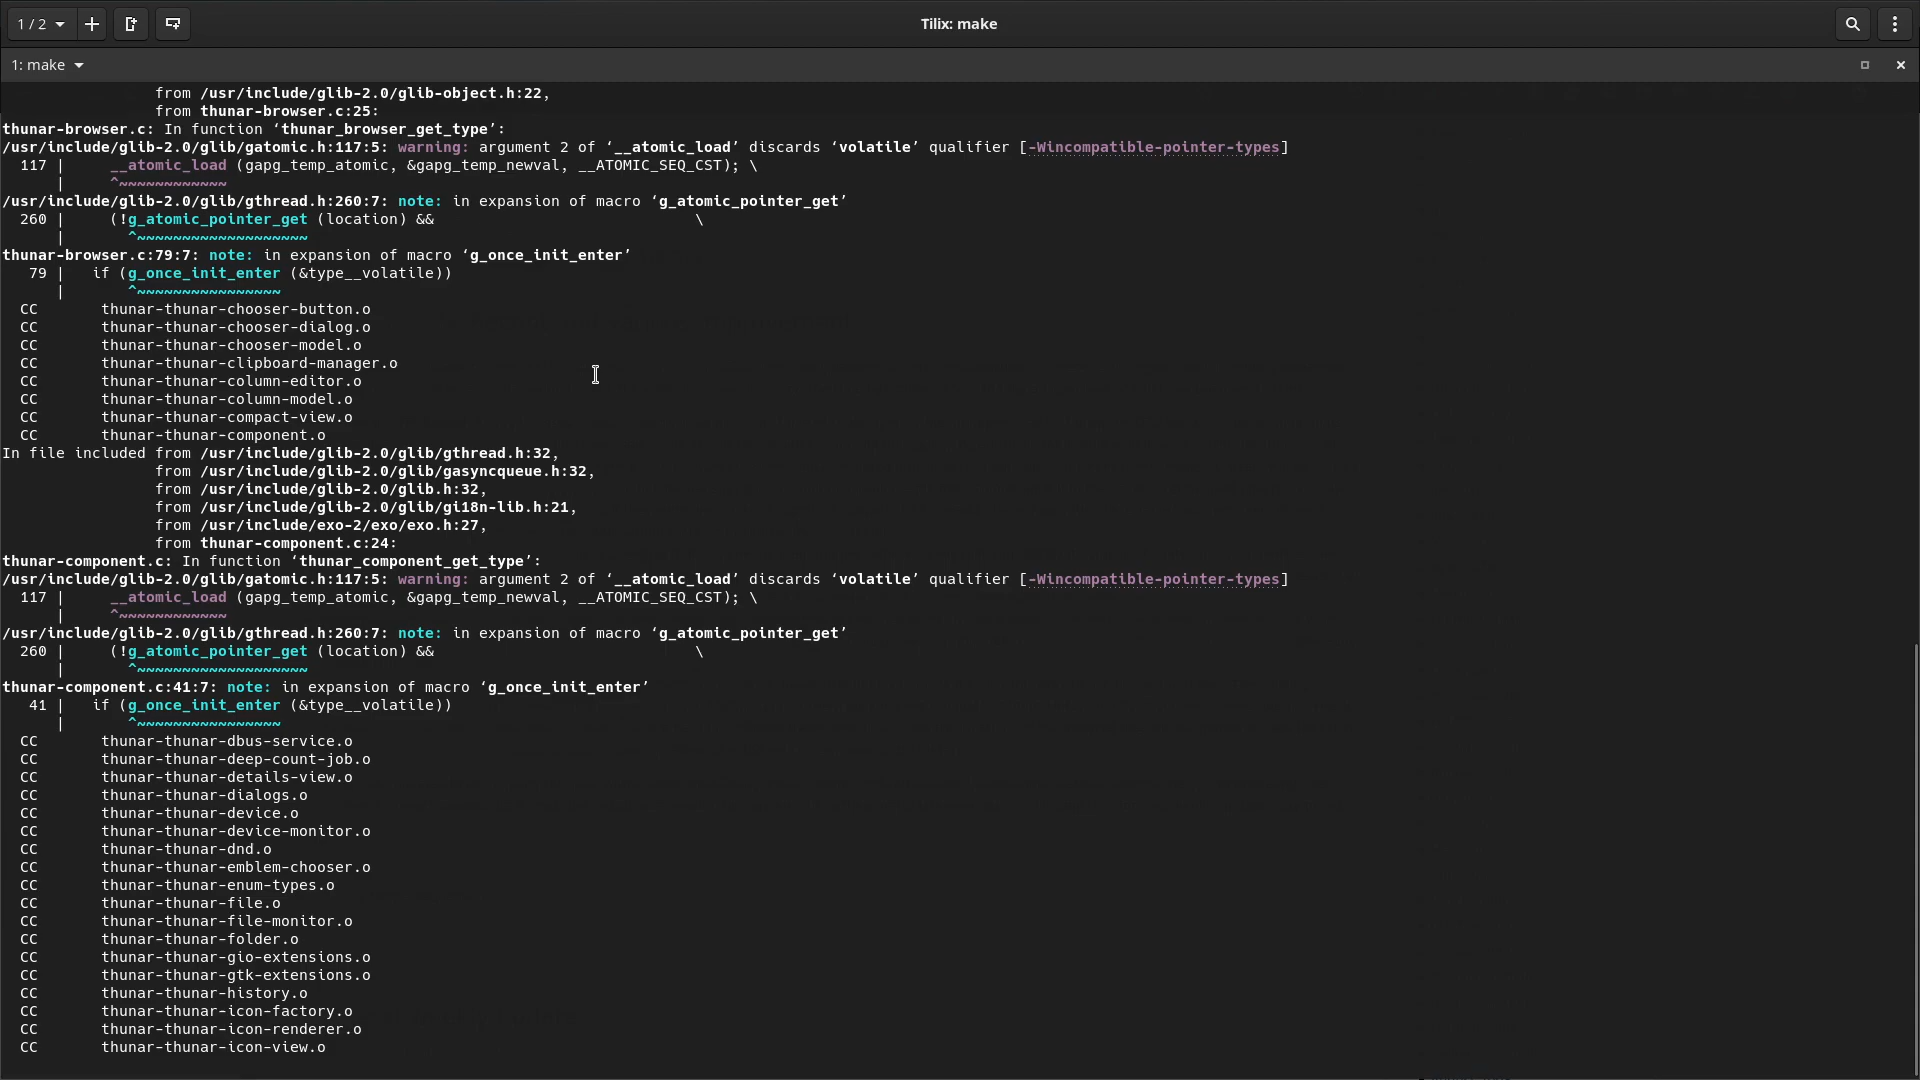 1 / 2
Tilix: make
1: make
from /usr/include/glib-2.0/glib-object.h:22,
from thunar-browser.c:25:
thunar-browser.c: In function ‘thunar_browser_get_type’:
/usr/include/glib-2.0/glib/gatomic.h:117:5: warning: argument 2 of ‘__atomic_load’ discards ‘volatile’ qualifier [-Wincompatible-pointer-types]
117 |     __atomic_load (gapg_temp_atomic, &gapg_temp_newval, __ATOMIC_SEQ_CST); \
|     ^~~~~~~~~~~~~
/usr/include/glib-2.0/glib/gthread.h:260:7: note: in expansion of macro ‘g_atomic_pointer_get’
260 |     (!g_atomic_pointer_get (location) &&                             \
|       ^~~~~~~~~~~~~~~~~~~~
thunar-browser.c:79:7: note: in expansion of macro ‘g_once_init_enter’
79 |   if (g_once_init_enter (&type__volatile))
|       ^~~~~~~~~~~~~~~~~
CC       thunar-thunar-chooser-button.o
CC       thunar-thunar-chooser-dialog.o
CC       thunar-thunar-chooser-model.o
CC       thunar-thunar-clipboard-manager.o
CC       thunar-thunar-column-editor.o
CC       thunar-thunar-column-model.o
CC       thunar-thunar-compact-view.o
CC       thunar-thunar-component.o
In file included from /usr/include/glib-2.0/glib/gthread.h:32,
from /usr/include/glib-2.0/glib/gasyncqueue.h:32,
from /usr/include/glib-2.0/glib.h:32,
from /usr/include/glib-2.0/glib/gi18n-lib.h:21,
from /usr/include/exo-2/exo/exo.h:27,
from thunar-component.c:24:
thunar-component.c: In function ‘thunar_component_get_type’:
/usr/include/glib-2.0/glib/gatomic.h:117:5: warning: argument 2 of ‘__atomic_load’ discards ‘volatile’ qualifier [-Wincompatible-pointer-types]
117 |     __atomic_load (gapg_temp_atomic, &gapg_temp_newval, __ATOMIC_SEQ_CST); \
|     ^~~~~~~~~~~~~
/usr/include/glib-2.0/glib/gthread.h:260:7: note: in expansion of macro ‘g_atomic_pointer_get’
260 |     (!g_atomic_pointer_get (location) &&                             \
|       ^~~~~~~~~~~~~~~~~~~~
thunar-component.c:41:7: note: in expansion of macro ‘g_once_init_enter’
41 |   if (g_once_init_enter (&type__volatile))
|       ^~~~~~~~~~~~~~~~~
CC       thunar-thunar-dbus-service.o
CC       thunar-thunar-deep-count-job.o
CC       thunar-thunar-details-view.o
CC       thunar-thunar-dialogs.o
CC       thunar-thunar-device.o
CC       thunar-thunar-device-monitor.o
CC       thunar-thunar-dnd.o
CC       thunar-thunar-emblem-chooser.o
CC       thunar-thunar-enum-types.o
CC       thunar-thunar-file.o
CC       thunar-thunar-file-monitor.o
CC       thunar-thunar-folder.o
CC       thunar-thunar-gio-extensions.o
CC       thunar-thunar-gtk-extensions.o
CC       thunar-thunar-history.o
CC       thunar-thunar-icon-factory.o
CC       thunar-thunar-icon-renderer.o
CC       thunar-thunar-icon-view.o